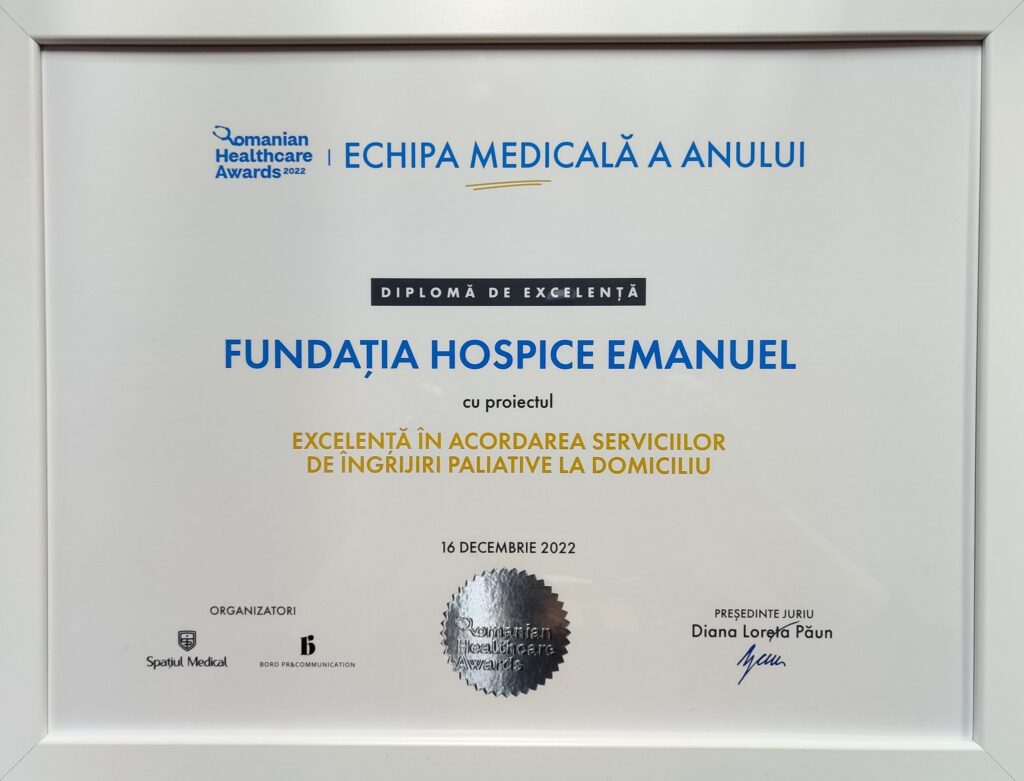 Romanian
Healthcare
Awards 2022
ECHIPA MEDICALĂ A ANULUI
DIPLOMĂ DE EXCELENȚĂ
FUNDAȚIA HOSPICE EMANUEL
cu proiectul
EXCELENȚĂ ÎN ACORDAREA SERVICIILOR
DE ÎNGRIJIRI PALIATIVE LA DOMICILIU
16 DECEMBRIE 2022
ORGANIZATORI
Spațiul Medical
BORO PR&COMMUNICATION
Romanian
Healthcare
Awards
PREȘEDINTE JURIU
Diana Loreta Păun